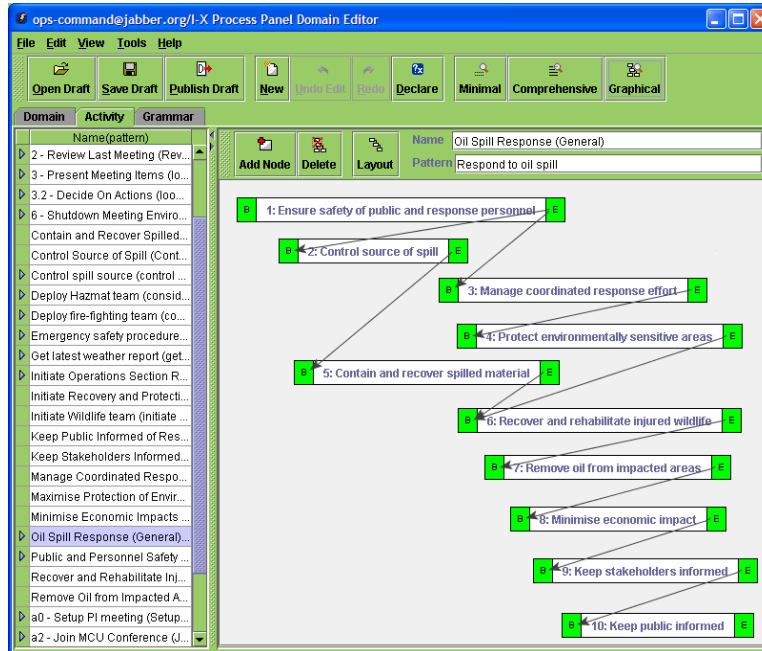 ops-command@jabber.org/I-X Process Panel Domain Editor
File Edit View Tools Help
Open Draft Save Draft Publish Draft New Undo Edit Redo Declare Minimal Comprehensive Graphical
Domain Activity Grammar
Name(pattern)
2 - Review Last Meeting (Rev...
3 - Present Meeting Items (lo...
3.2 - Decide On Actions (loo...
6 - Shutdown Meeting Enviro...
Contain and Recover Spilled...
Control Source of Spill (Cont...
Control spill source (control ...
Deploy Hazmat team (consid...
Deploy fire-fighting team (co...
Emergency safety procedure...
Get latest weather report (get...
Initiate Operations Section R...
Initiate Recovery and Protecti...
Initiate Wildlife team (initiate ...
Keep Public Informed of Res...
Keep Stakeholders Informed...
Manage Coordinated Respo...
Maximise Protection of Envir...
Minimise Economic Impacts ...
Oil Spill Response (General)...
Public and Personnel Safety ...
Recover and Rehabilitate Inj...
Remove Oil from Impacted A...
a0 - Setup PI meeting (Setup...
a2 - Join MCU Conference (J...
Add Node Delete Layout
Name Oil Spill Response (General)
Pattern Respond to oil spill
B 1: Ensure safety of public and response personnel E
B 2: Control source of spill E
B 3: Manage coordinated response effort E
B 4: Protect environmentally sensitive areas E
B 5: Contain and recover spilled material E
B 6: Recover and rehabilitate injured wildlife E
B 7: Remove oil from impacted areas E
B 8: Minimise economic impact E
B 9: Keep stakeholders informed E
B 10: Keep public informed E